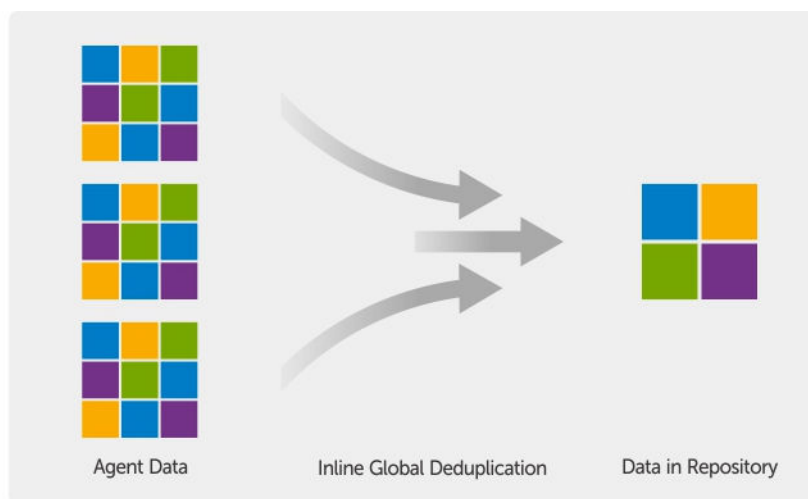 Agent Data
Inline Global Deduplication
Data in Repository